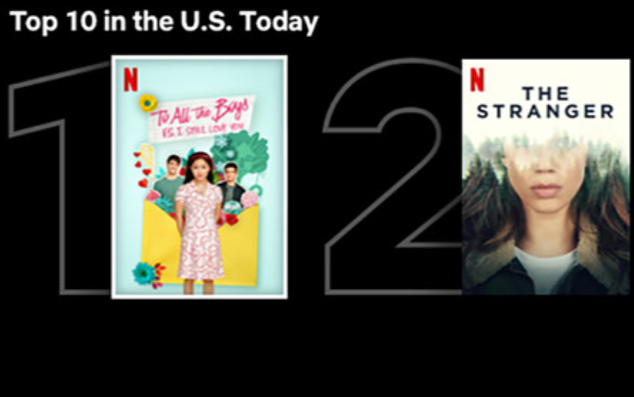 Top 10 in the U.S. Today
1
N
To All the Boys
P.S. I STILL LOVE YOU
2
N
THE
STRANGER